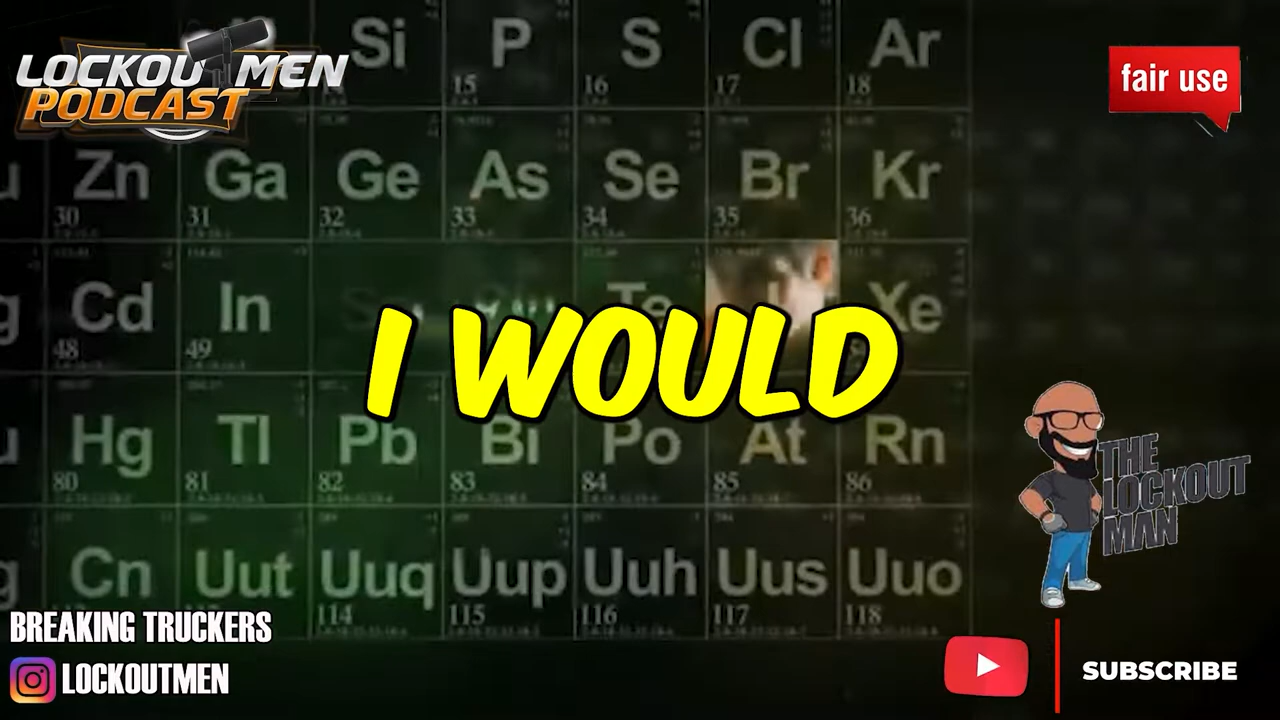 LOCKOUTMEN
PODCAST
fair use
Si P S Cl Ar
15 16 17 18
Zn Ga Ge As Se Br Kr
30 31 32 33 34 35 36
Cd In Te Xe
48 49
I WOULD
Hg Tl Pb Bi Po At Rn
80 81 82 83 84 85 86
THE
LOCKOUT
MAN
Cn Uut Uuq Uup Uuh Uus Uuo
114 115 116 117 118
BREAKING TRUCKERS
LOCKOUTMEN
SUBSCRIBE